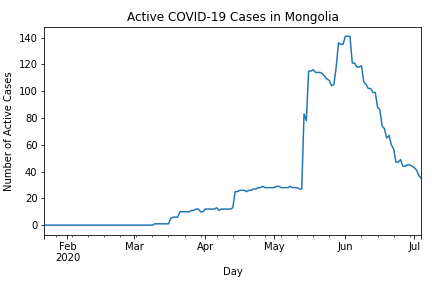 Active COVID-19 Cases in Mongolia
Number of Active Cases
140
120
100
80
60
40
20
0
Feb Mar Apr May Jun Jul
2020
Day